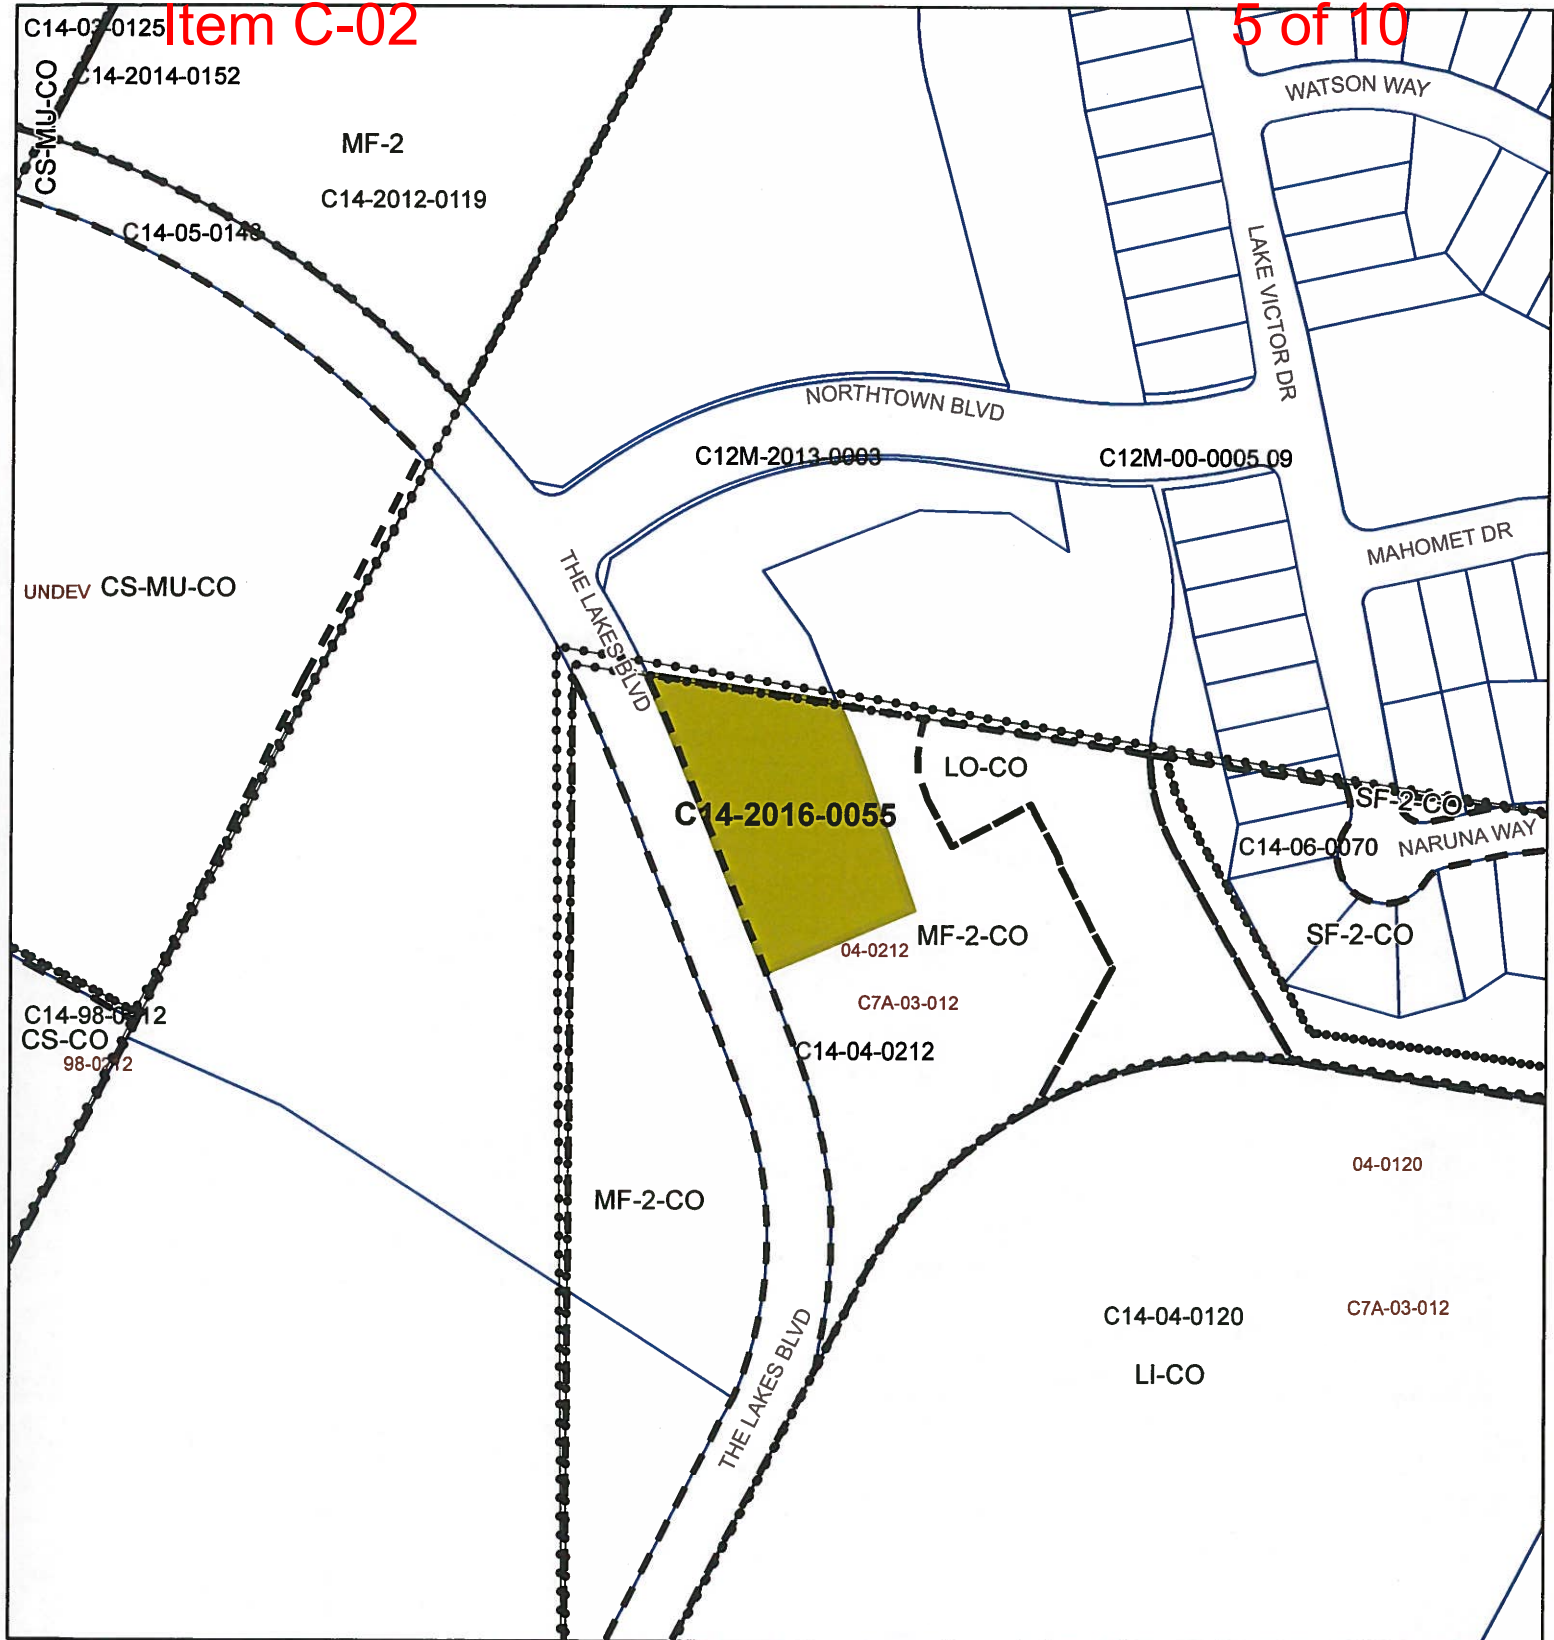 Item C-02
5 of 10
C14-03-0125
C14-2014-0152
CS-MU-CO
MF-2
C14-2012-0119
C14-05-0143
WATSON WAY
LAKE VICTOR DR
NORTHTOWN BLVD
C12M-2013-0003
C12M-00-0005.09
MAHOMET DR
THE LAKES BLVD
UNDEV CS-MU-CO
LO-CO
C14-2016-0055
SF-2-CO
C14-06-0070
NARUNA WAY
SF-2-CO
MF-2-CO
04-0212
C7A-03-012
C14-04-0212
C14-98-0212
CS-CO
98-0212
04-0120
MF-2-CO
C14-04-0120
C7A-03-012
LI-CO
THE LAKES BLVD